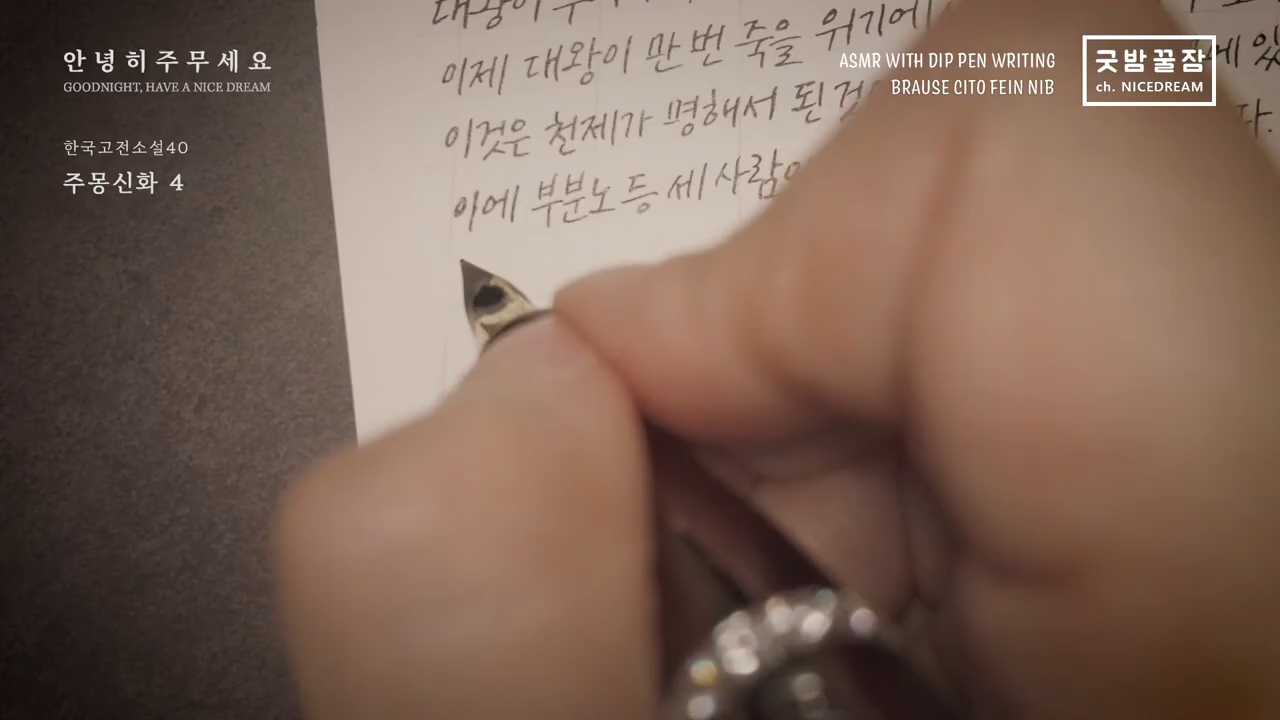 안녕히주무세요
GOODNIGHT, HAVE A NICE DREAM
한국고전소설40
주몽신화 4
ASMR WITH DIP PEN WRITING
BRAUSE CITO FEIN NIB
굿밤꿀잠
ch. NICEDREAM
대왕이
이제 대왕이 만 번 죽을 위기에
이것은 천제가 명해서 된
이에 부분노 등 세 사람